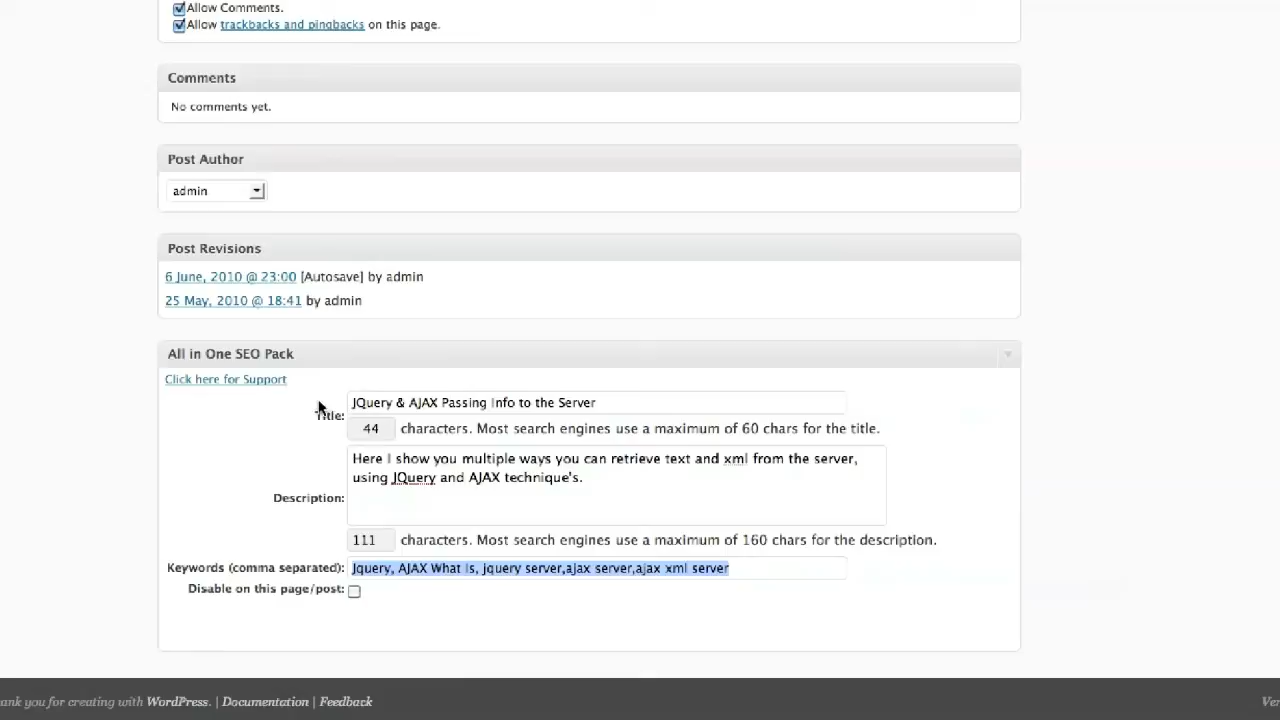 Allow Comments.
Allow trackbacks and pingbacks on this page.
Comments
No comments yet.
Post Author
admin
Post Revisions
6 June, 2010 @ 23:00 [Autosave] by admin
25 May, 2010 @ 18:41 by admin
All in One SEO Pack
Click here for Support
Title: JQuery & AJAX Passing Info to the Server
44 characters. Most search engines use a maximum of 60 chars for the title.
Here I show you multiple ways you can retrieve text and xml from the server,
using JQuery and AJAX technique's.
Description:
111 characters. Most search engines use a maximum of 160 chars for the description.
Keywords (comma separated): Jquery, AJAX What Is, jquery server,ajax server,ajax xml server
Disable on this page/post:
ank you for creating with WordPress. | Documentation | Feedback
Ver